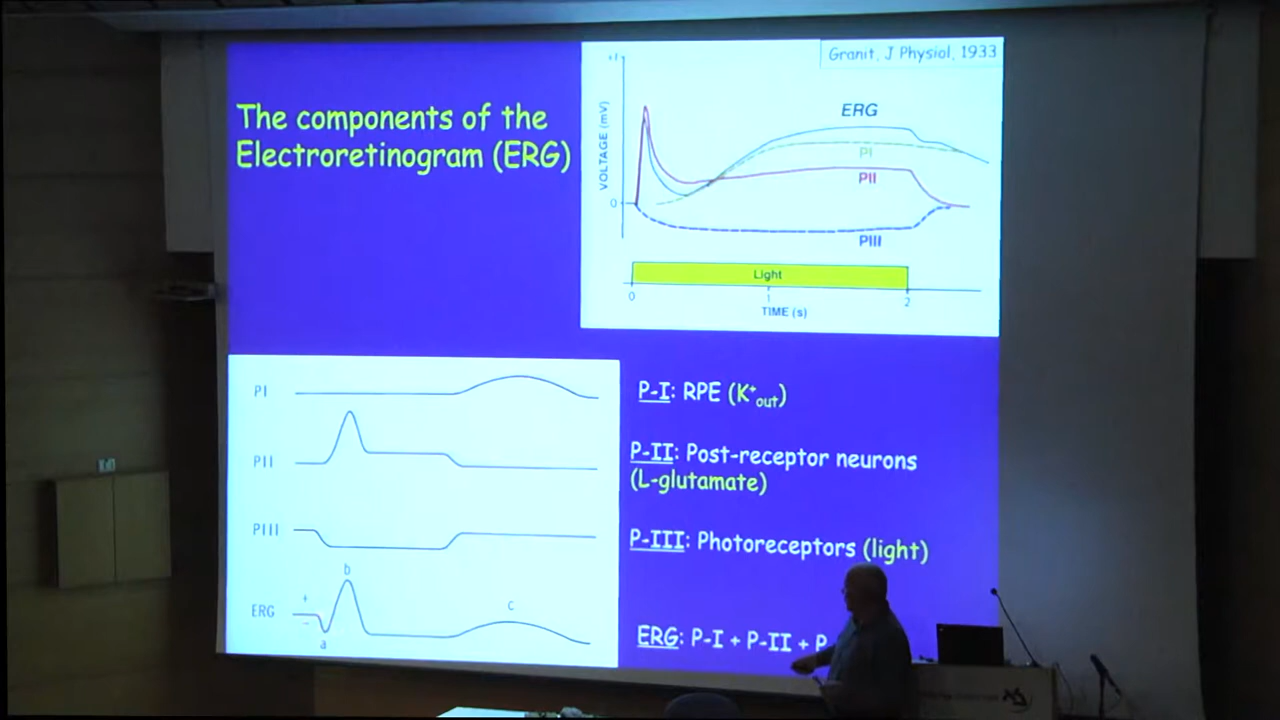 The components of the
Electroretinogram (ERG)
Granit, J Physiol, 1933
VOLTAGE (mV)
+1
0
ERG
PI
PII
PIII
Light
0
1
2
TIME (s)
PI
PII
PIII
ERG
+
−
a
b
c
P-I: RPE (K⁺out)
P-II: Post-receptor neurons
(L-glutamate)
P-III: Photoreceptors (light)
ERG: P-I + P-II + P